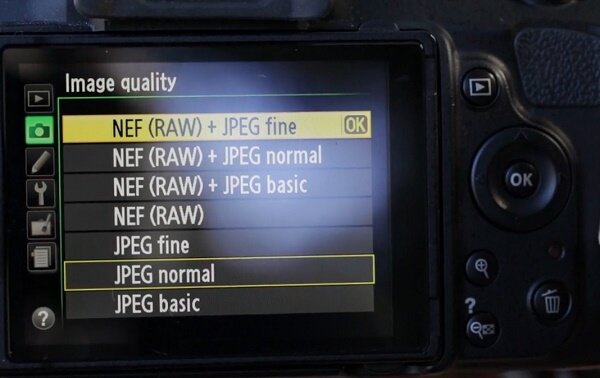 Image quality
NEF (RAW) + JPEG fine OK
NEF (RAW) + JPEG normal
NEF (RAW) + JPEG basic
NEF (RAW)
JPEG fine
JPEG normal
JPEG basic
?
OK
?